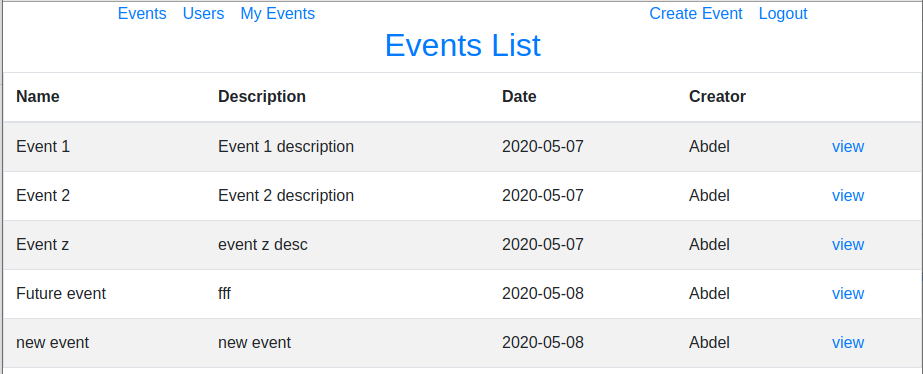 Events Users My Events Create Event Logout
Events List
Name Description Date Creator
Event 1 Event 1 description 2020-05-07 Abdel view
Event 2 Event 2 description 2020-05-07 Abdel view
Event z event z desc 2020-05-07 Abdel view
Future event fff 2020-05-08 Abdel view
new event new event 2020-05-08 Abdel view